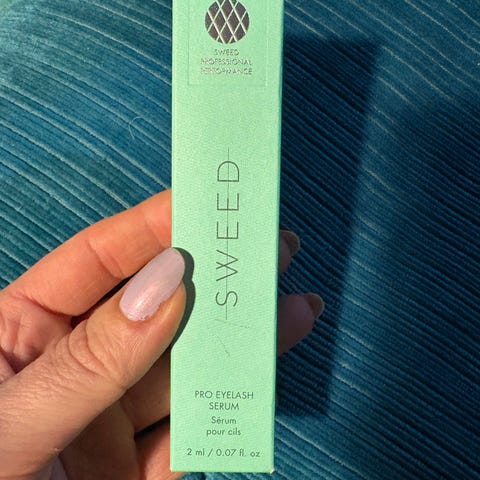 SWEED
PROFESSIONAL
PERFORMANCE
SWEED
PRO EYELASH
SERUM
Sérum
pour cils
2 ml / 0.07 fl. oz